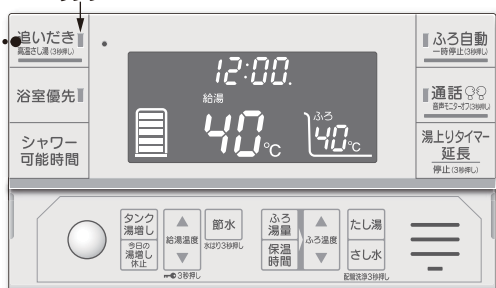 追いだき
高温さし湯(3秒押し)
浴室優先
シャワー
可能時間
12:00.
給湯
40℃
ふろ
40℃
ふろ自動
一時停止(3秒押し)
通話
音声モニターオフ(3秒押し)
湯上りタイマー
延長
停止(3秒押し)
タンク
湯増し
今日の
湯増し
休止
給湯温度
3秒押し
節水
水はり3秒押し
ふろ
湯量
保温
時間
ふろ温度
たし湯
さし水
配管洗浄3秒押し